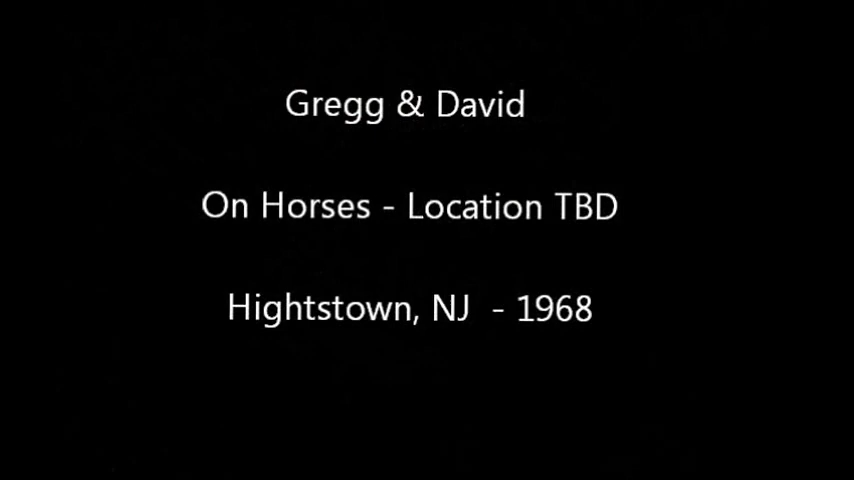 Gregg & David
On Horses - Location TBD
Hightstown, NJ - 1968